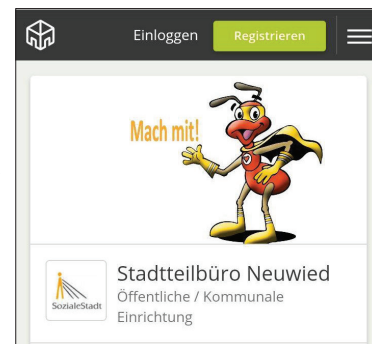 Einloggen
Registrieren
Mach mit!
Stadtteilbüro Neuwied
Öffentliche / Kommunale
Einrichtung
SozialeStadt